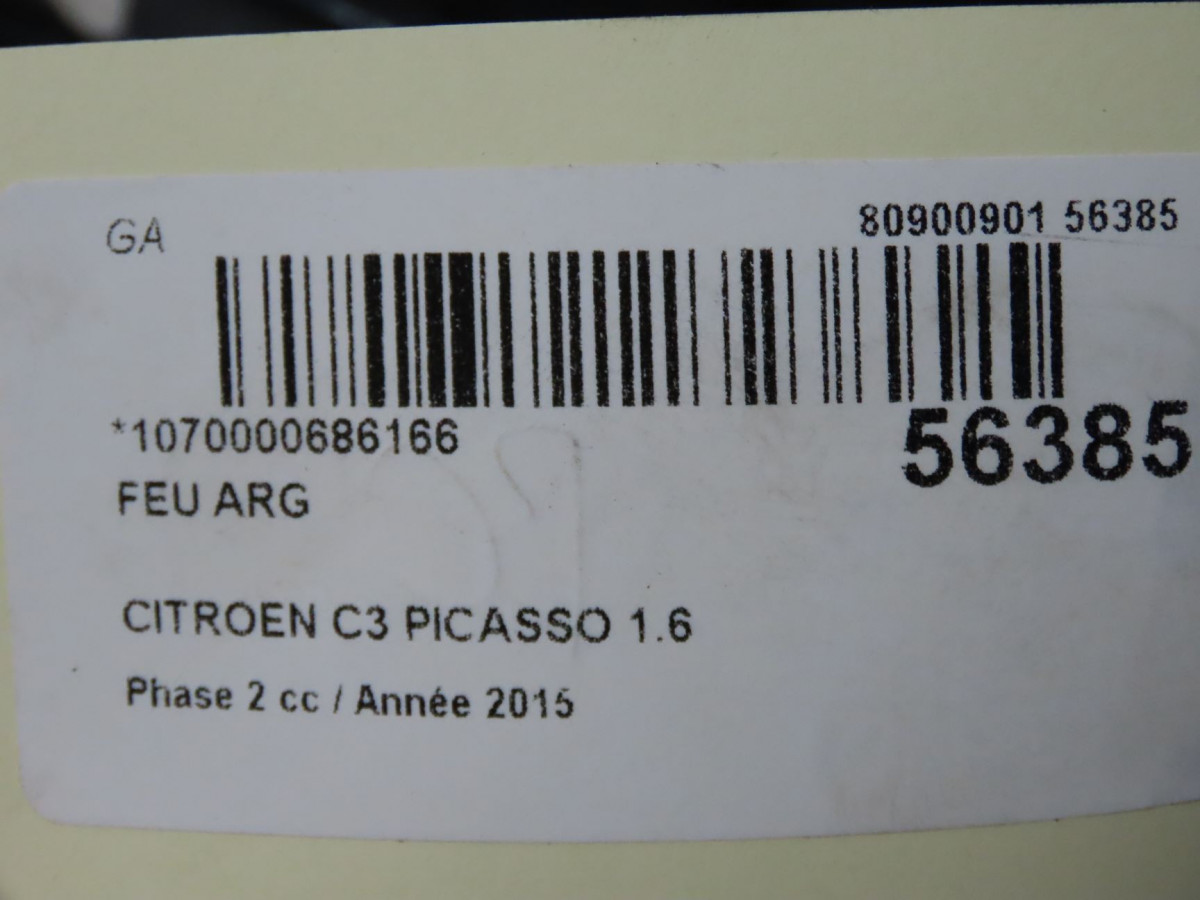 GA
80900901 56385
*1070000686166
56385
FEU ARG
CITROEN C3 PICASSO 1.6
Phase 2 cc / Année 2015